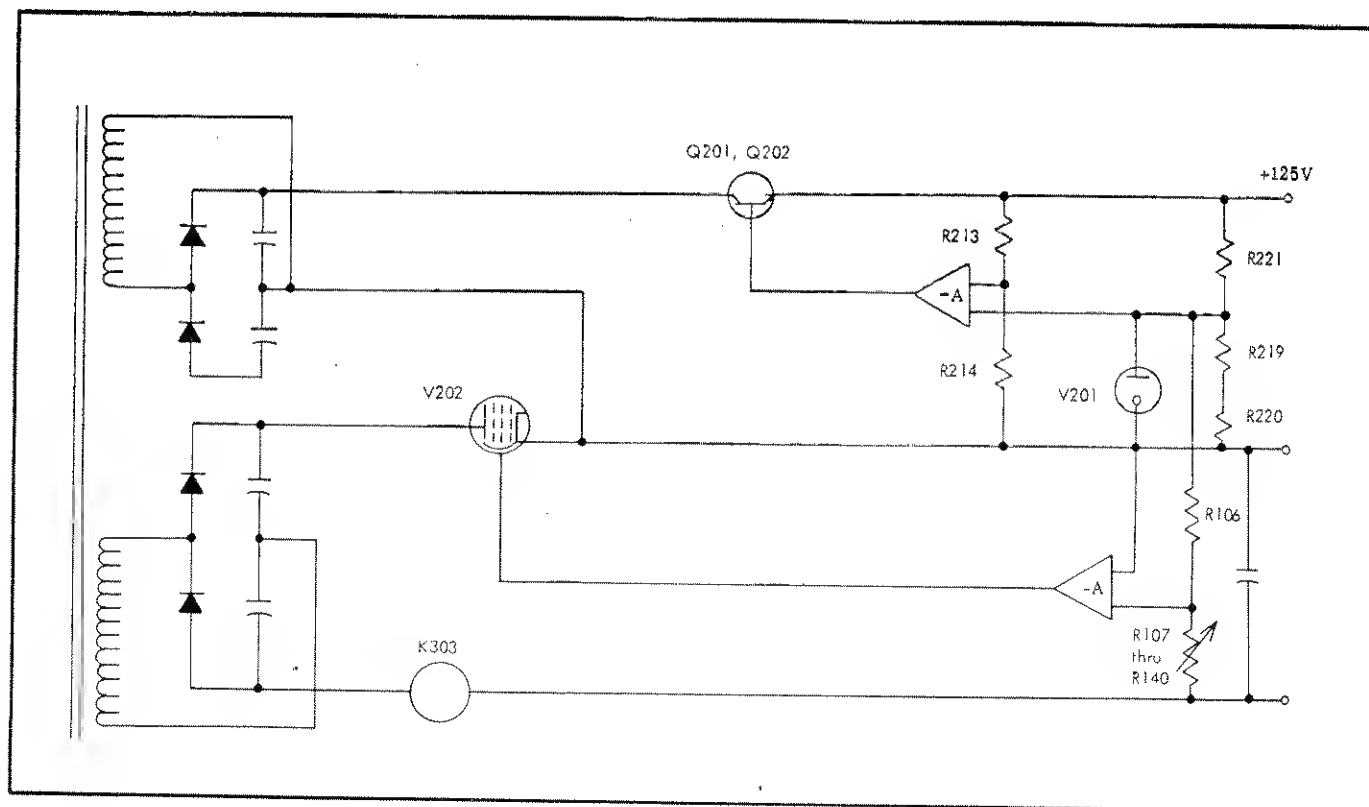 Q201, Q202
+125V
R213
R221
-A
R219
R214
V201
V202
R220
R106
-A
R107
thru
R140
K303